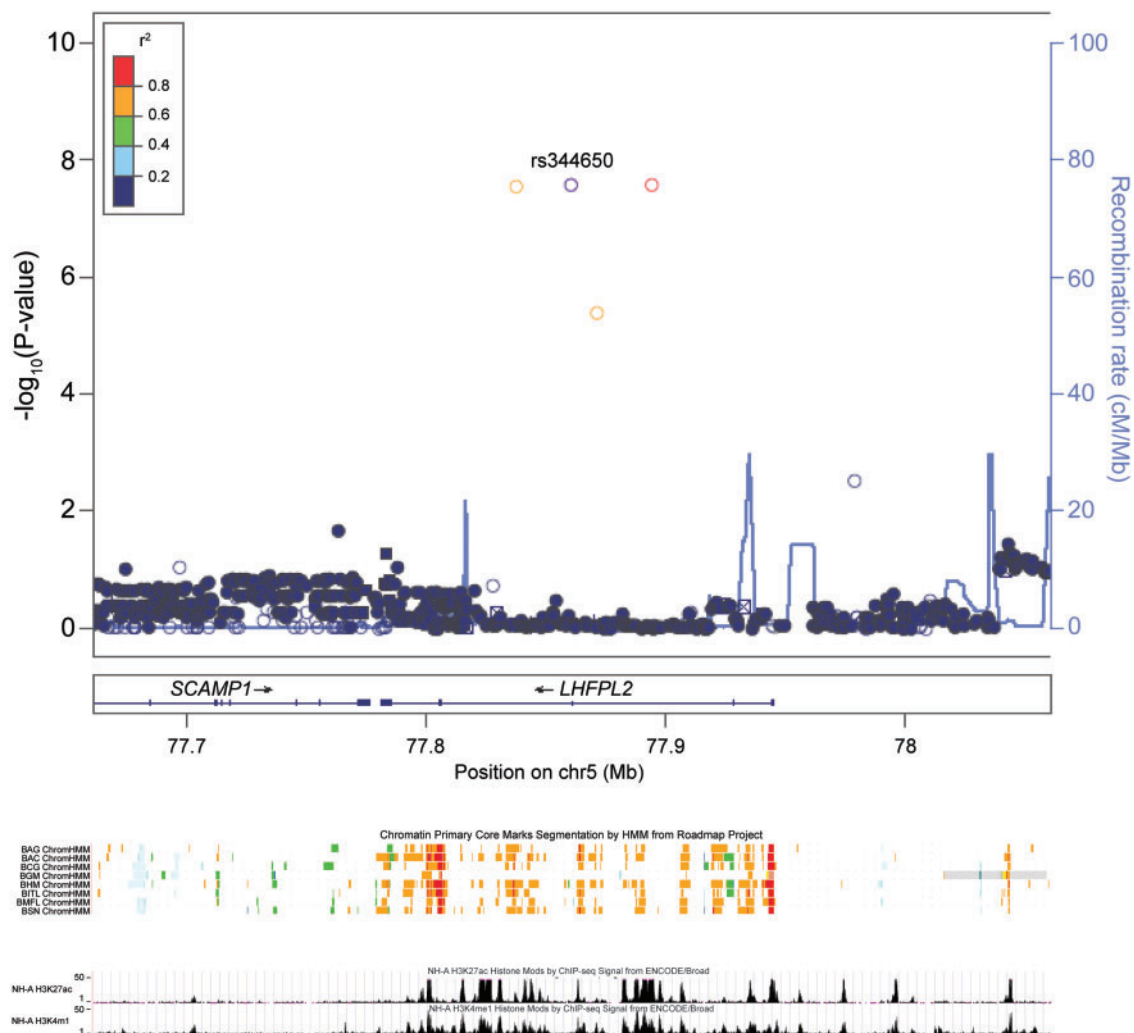 r²
0.8
0.6
0.4
0.2
rs344650
10
8
6
4
2
0
-log₁₀(P-value)
100
80
60
40
20
0
Recombination rate (cM/Mb)
SCAMP1→
← LHFPL2
77.7 77.8 77.9 78
Position on chr5 (Mb)
Chromatin Primary Core Marks Segmentation by HMM from Roadmap Project
BAG ChromHMM
BAC ChromHMM
BCG ChromHMM
BGM ChromHMM
BHM ChromHMM
BITL ChromHMM
BMFL ChromHMM
BSN ChromHMM
NH-A H3K27ac Histone Mods by ChIP-seq Signal from ENCODE/Broad
50
NH-A H3K27ac
1
NH-A H3K4me1 Histone Mods by ChIP-seq Signal from ENCODE/Broad
50
NH-A H3K4m1
1